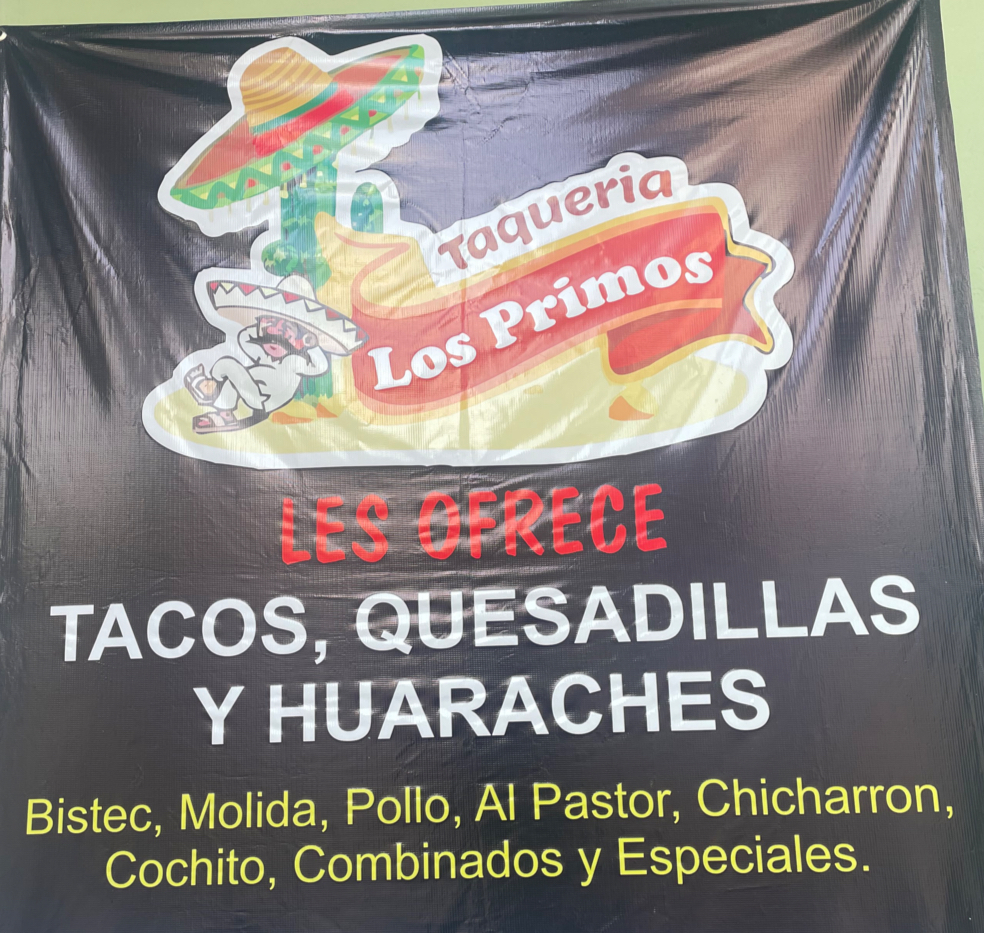 Taqueria
Los Primos
LES OFRECE
TACOS, QUESADILLAS
Y HUARACHES
Bistec, Molida, Pollo, Al Pastor, Chicharron,
Cochito, Combinados y Especiales.